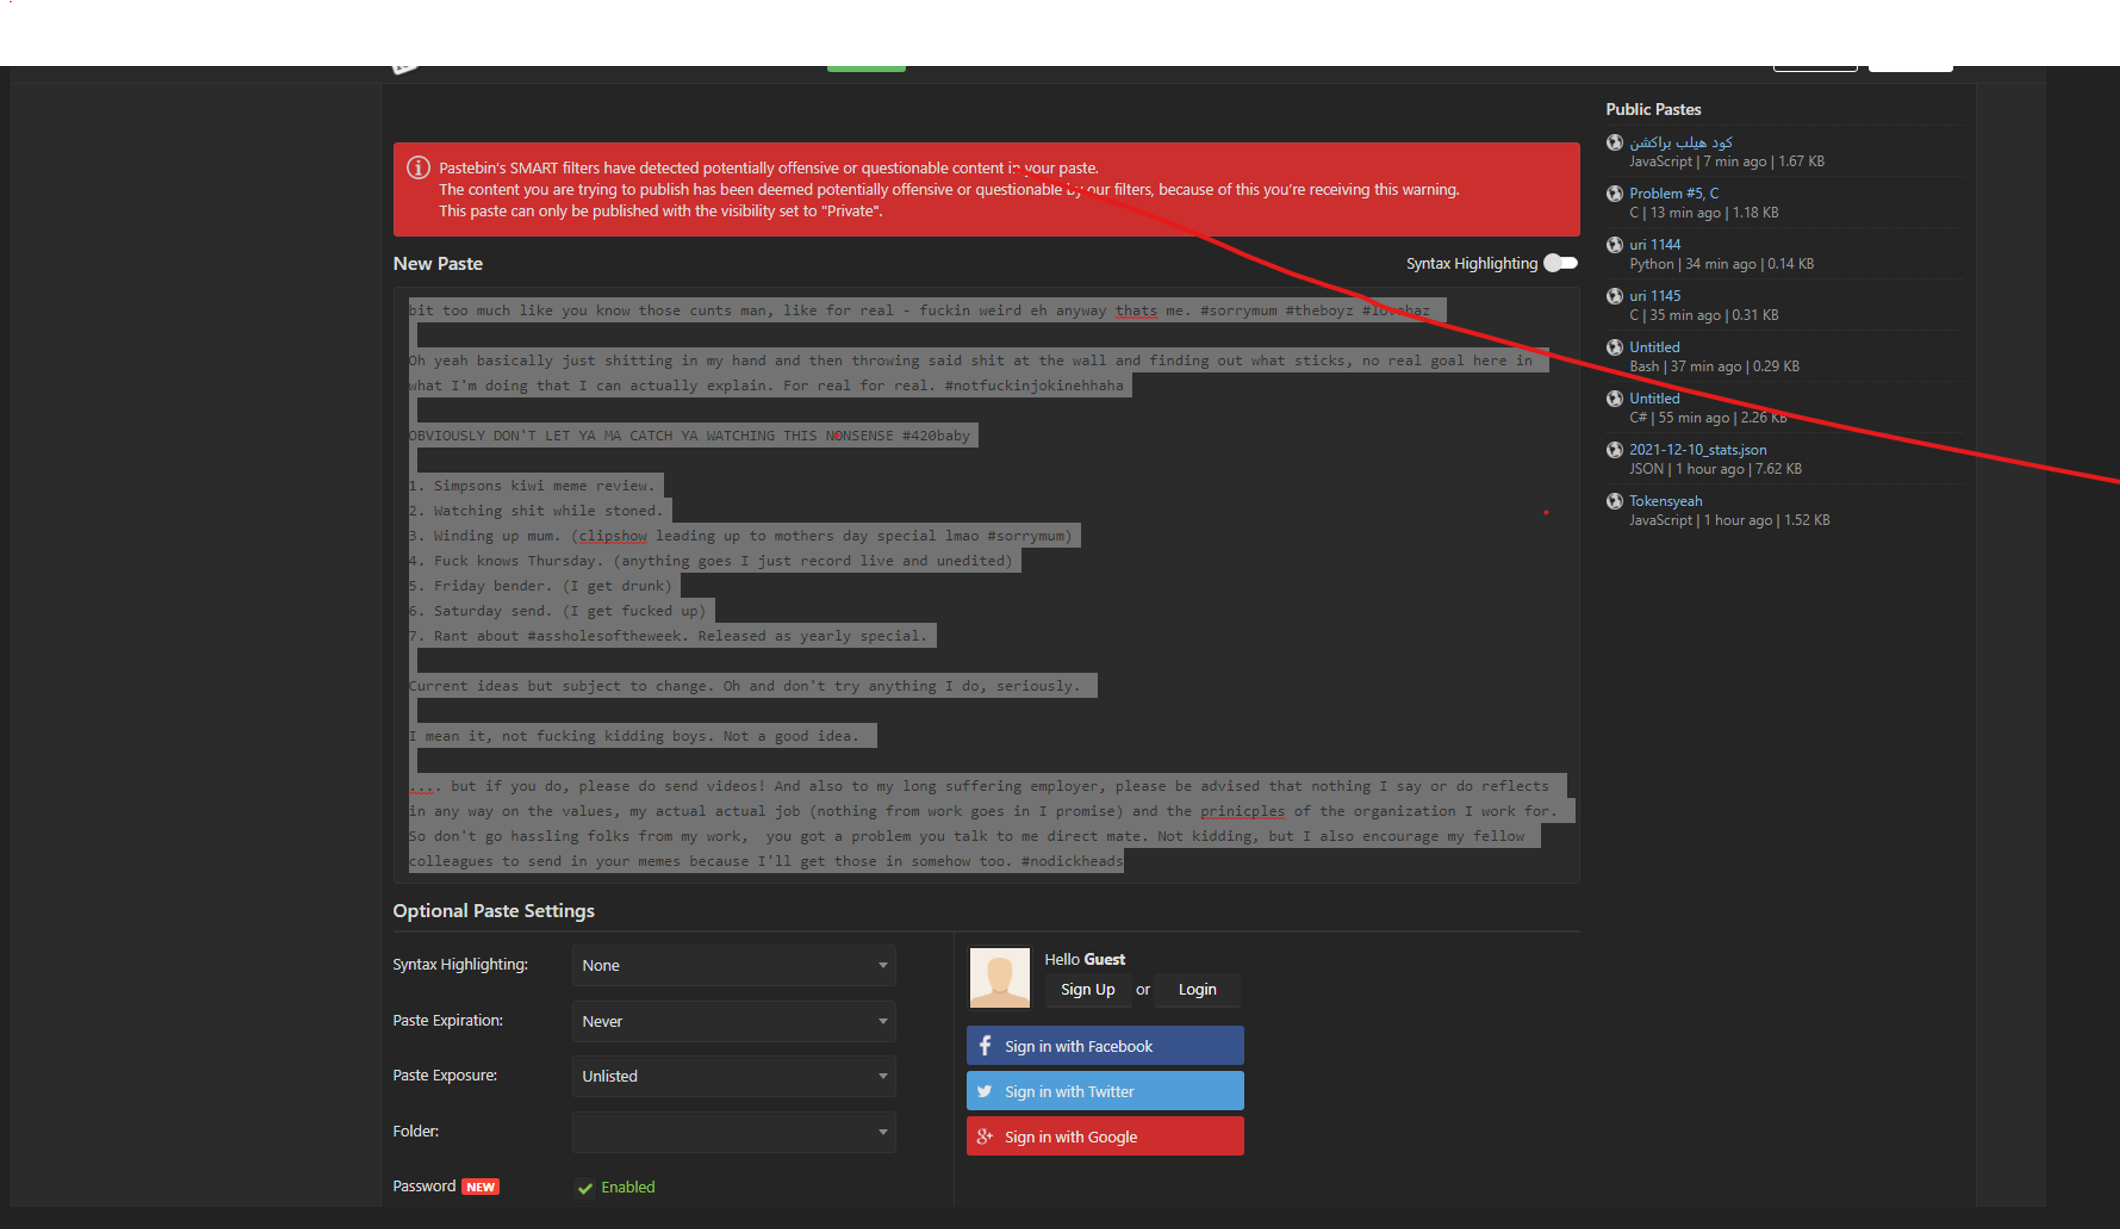 Pastebin's SMART filters have detected potentially offensive or questionable content in your paste.
The content you are trying to publish has been deemed potentially offensive or questionable by our filters, because of this you're receiving this warning.
This paste can only be published with the visibility set to "Private".
New Paste
Syntax Highlighting
bit too much like you know those cunts man, like for real - fuckin weird eh anyway thats me. #sorrymum #theboyz #lovehaz
Oh yeah basically just shitting in my hand and then throwing said shit at the wall and finding out what sticks, no real goal here in
what I'm doing that I can actually explain. For real for real. #notfuckinjokinehhaha
OBVIOUSLY DON'T LET YA MA CATCH YA WATCHING THIS NONSENSE #420baby
1. Simpsons kiwi meme review.
2. Watching shit while stoned.
3. Winding up mum. (clipshow leading up to mothers day special lmao #sorrymum)
4. Fuck knows Thursday. (anything goes I just record live and unedited)
5. Friday bender. (I get drunk)
6. Saturday send. (I get fucked up)
7. Rant about #assholesoftheweek. Released as yearly special.
Current ideas but subject to change. Oh and don't try anything I do, seriously.
I mean it, not fucking kidding boys. Not a good idea.
.... but if you do, please do send videos! And also to my long suffering employer, please be advised that nothing I say or do reflects
in any way on the values, my actual actual job (nothing from work goes in I promise) and the prinicples of the organization I work for.
So don't go hassling folks from my work,  you got a problem you talk to me direct mate. Not kidding, but I also encourage my fellow
colleagues to send in your memes because I'll get those in somehow too. #nodickheads
Optional Paste Settings
Syntax Highlighting:
None
Paste Expiration:
Never
Paste Exposure:
Unlisted
Folder:
Password NEW
Enabled
Hello Guest
Sign Up or Login
Sign in with Facebook
Sign in with Twitter
Sign in with Google
Public Pastes
كود هيلب براكشن
JavaScript | 7 min ago | 1.67 KB
Problem #5, C
C | 13 min ago | 1.18 KB
uri 1144
Python | 34 min ago | 0.14 KB
uri 1145
C | 35 min ago | 0.31 KB
Untitled
Bash | 37 min ago | 0.29 KB
Untitled
C# | 55 min ago | 2.26 KB
2021-12-10_stats.json
JSON | 1 hour ago | 7.62 KB
Tokensyeah
JavaScript | 1 hour ago | 1.52 KB